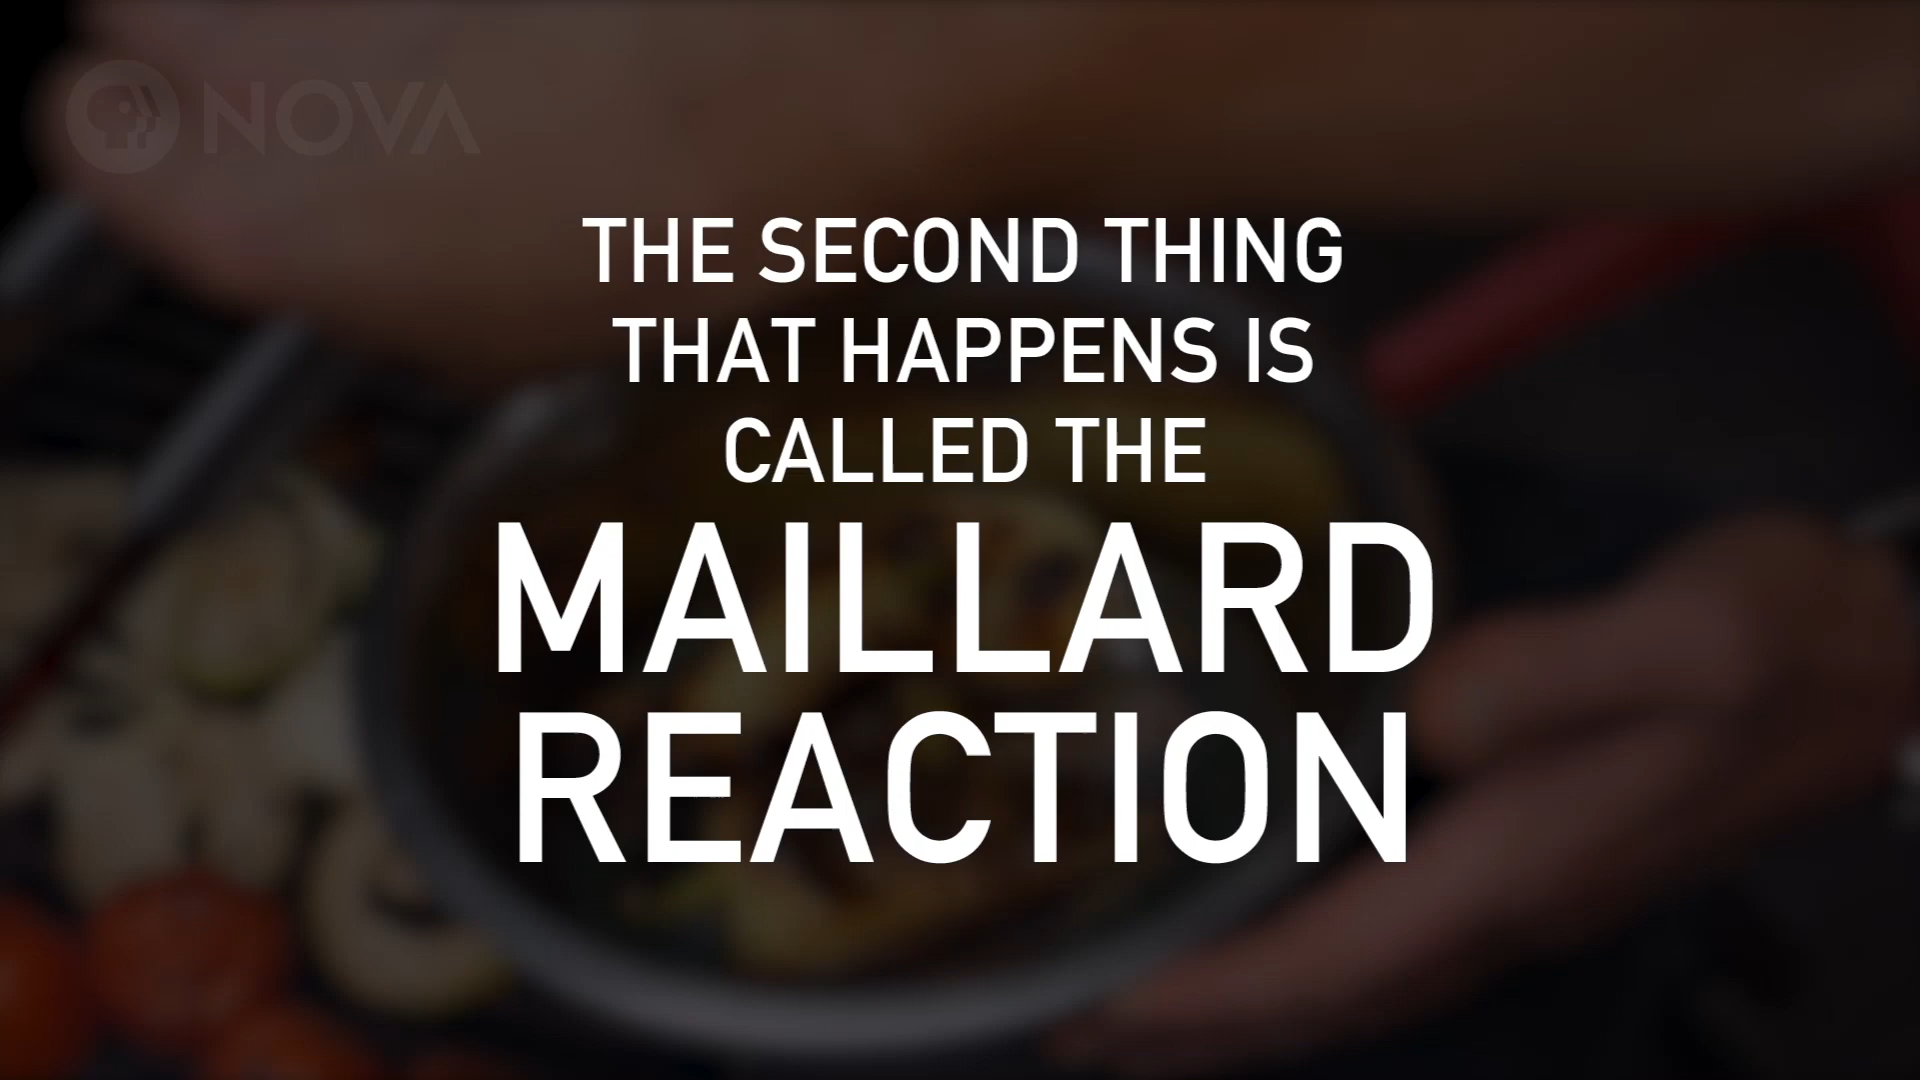 NOVA
THE SECOND THING
THAT HAPPENS IS
CALLED THE
MAILLARD
REACTION